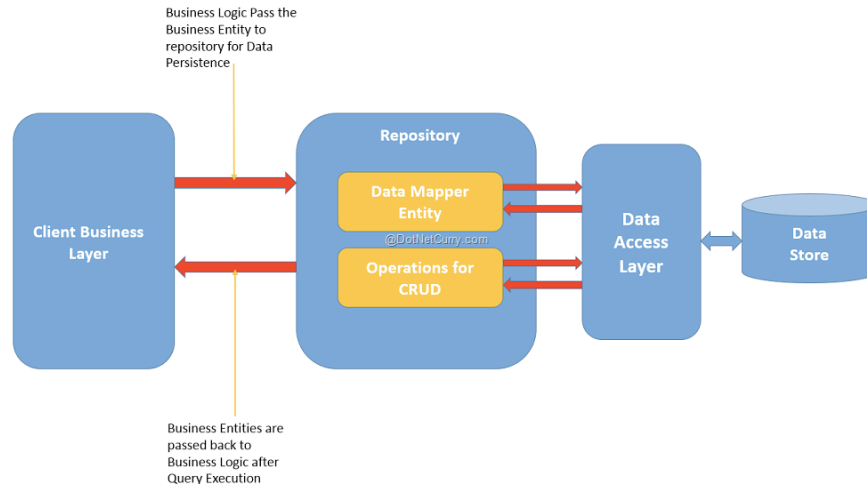 Business Logic Pass the
Business Entity to
repository for Data
Persistence
Client Business
Layer
Repository
Data Mapper
Entity
@DotNetCurry.com
Operations for
CRUD
Data
Access
Layer
Data
Store
Business Entities are
passed back to
Business Logic after
Query Execution